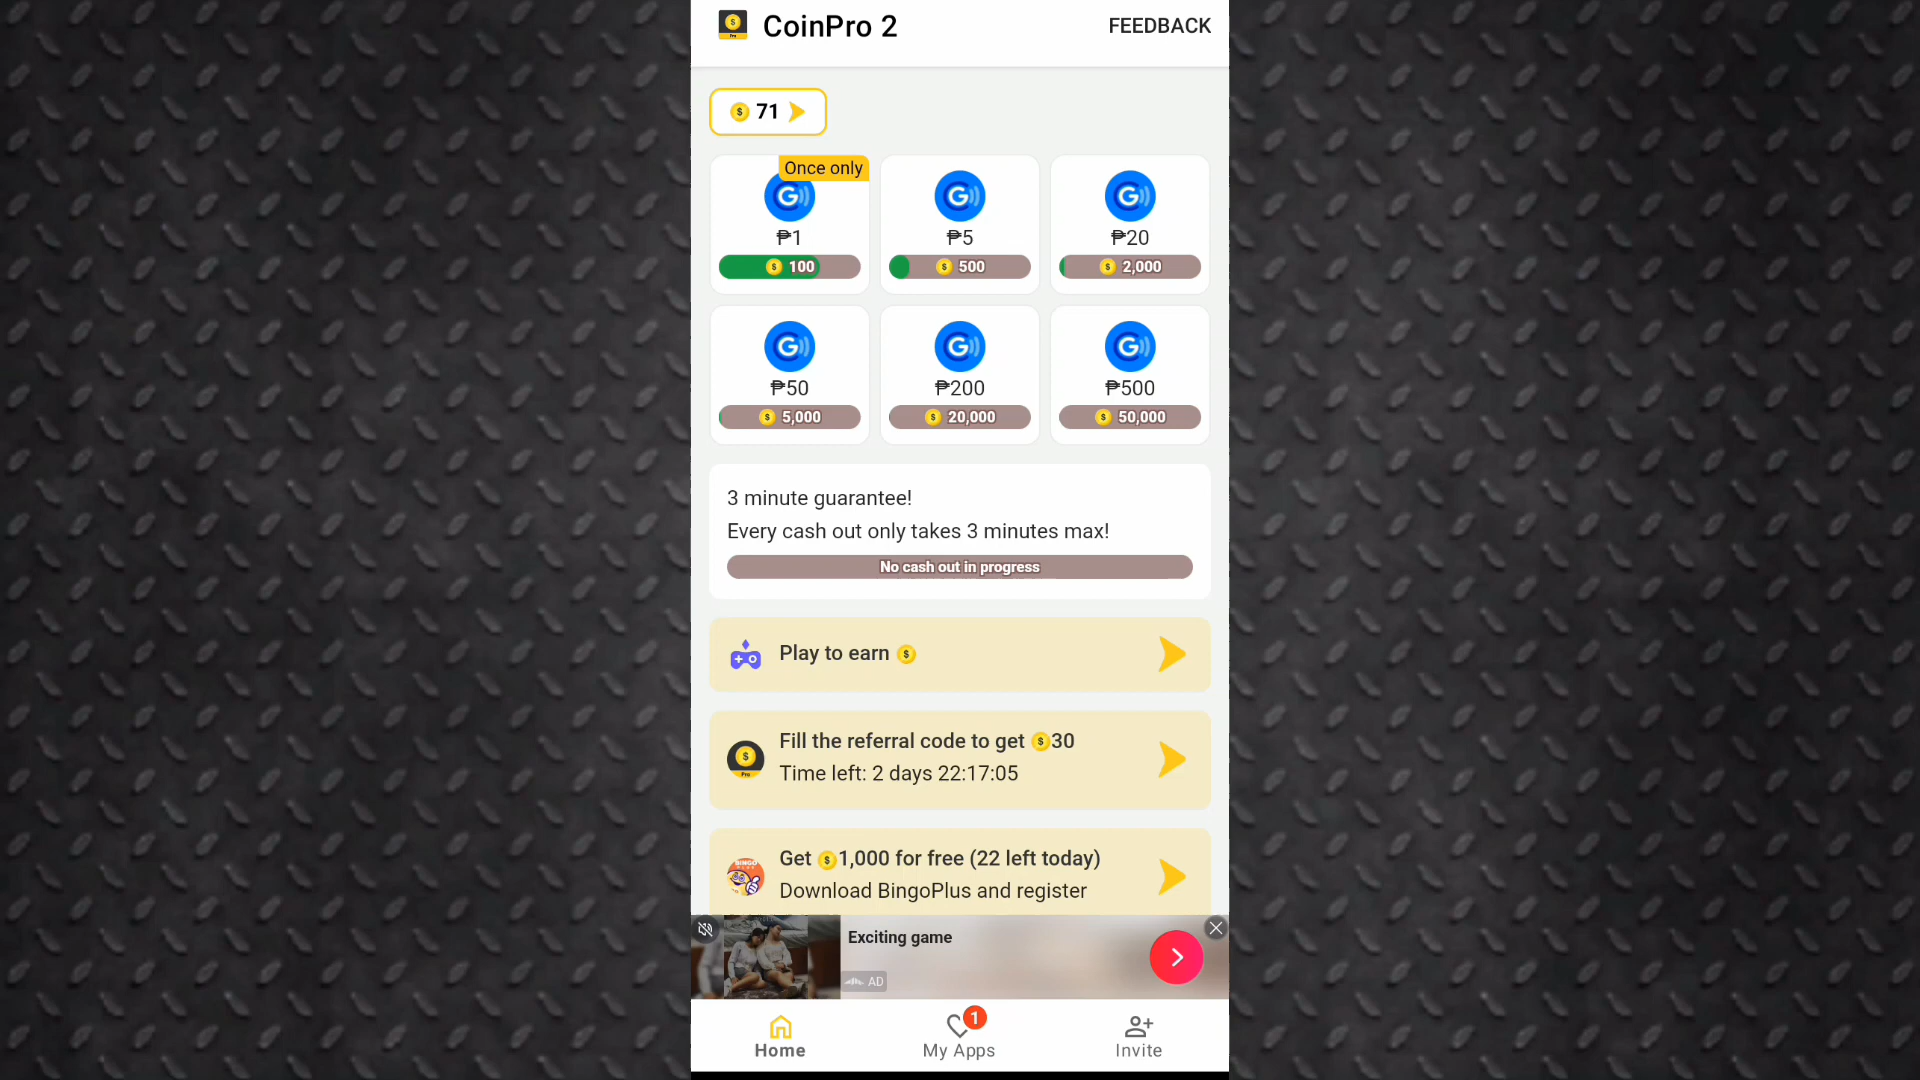 CoinPro 2
FEEDBACK
71
Once only
₱1
100
₱5
500
₱20
2,000
₱50
5,000
₱200
20,000
₱500
50,000
3 minute guarantee!
Every cash out only takes 3 minutes max!
No cash out in progress
Play to earn
Fill the referral code to get 30
Time left: 2 days 22:17:05
Get 1,000 for free (22 left today)
Download BingoPlus and register
Exciting game
AD
1
Home
My Apps
Invite